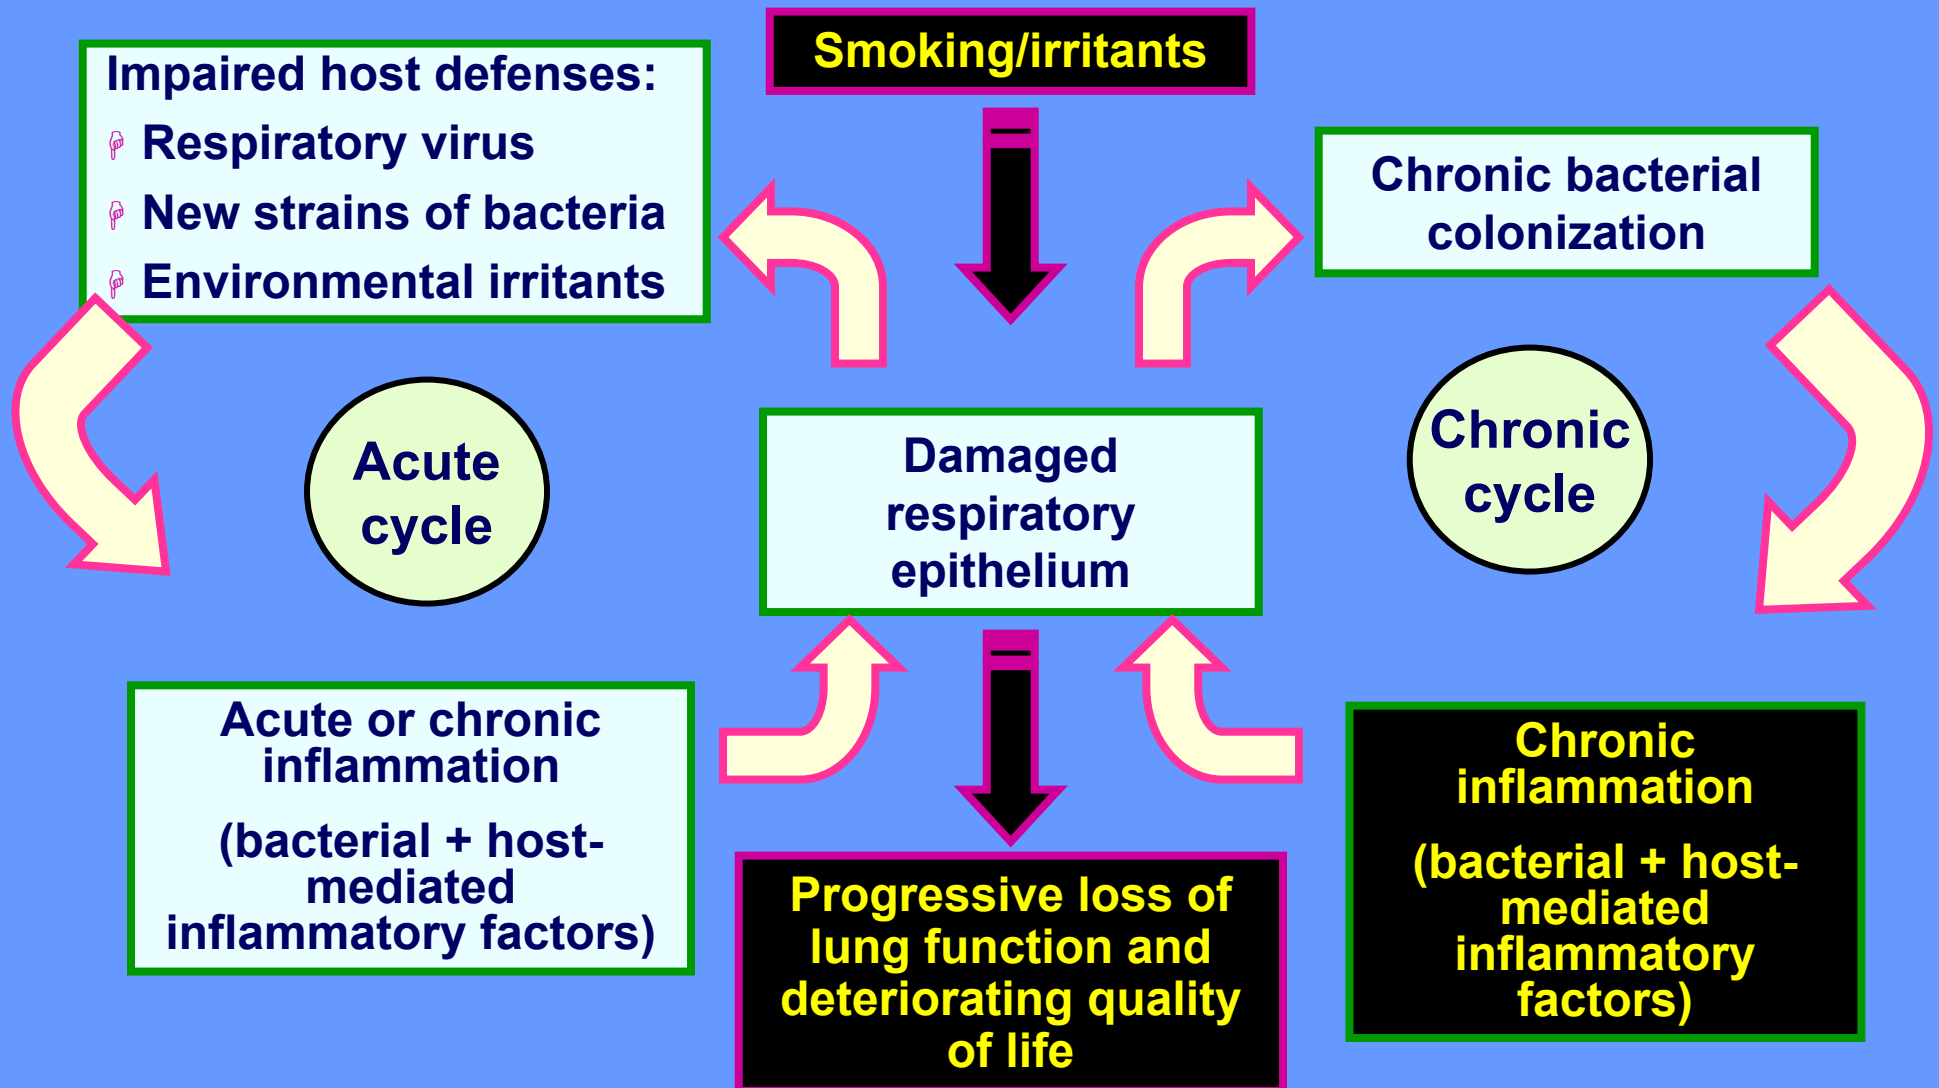 Smoking/irritants
Impaired host defenses:
Respiratory virus
New strains of bacteria
Environmental irritants
Chronic bacterial
colonization
Acute
cycle
Damaged
respiratory
epithelium
Chronic
cycle
Acute or chronic
inflammation
(bacterial + host-
mediated
inflammatory factors)
Progressive loss of
lung function and
deteriorating quality
of life
Chronic
inflammation
(bacterial + host-
mediated
inflammatory
factors)